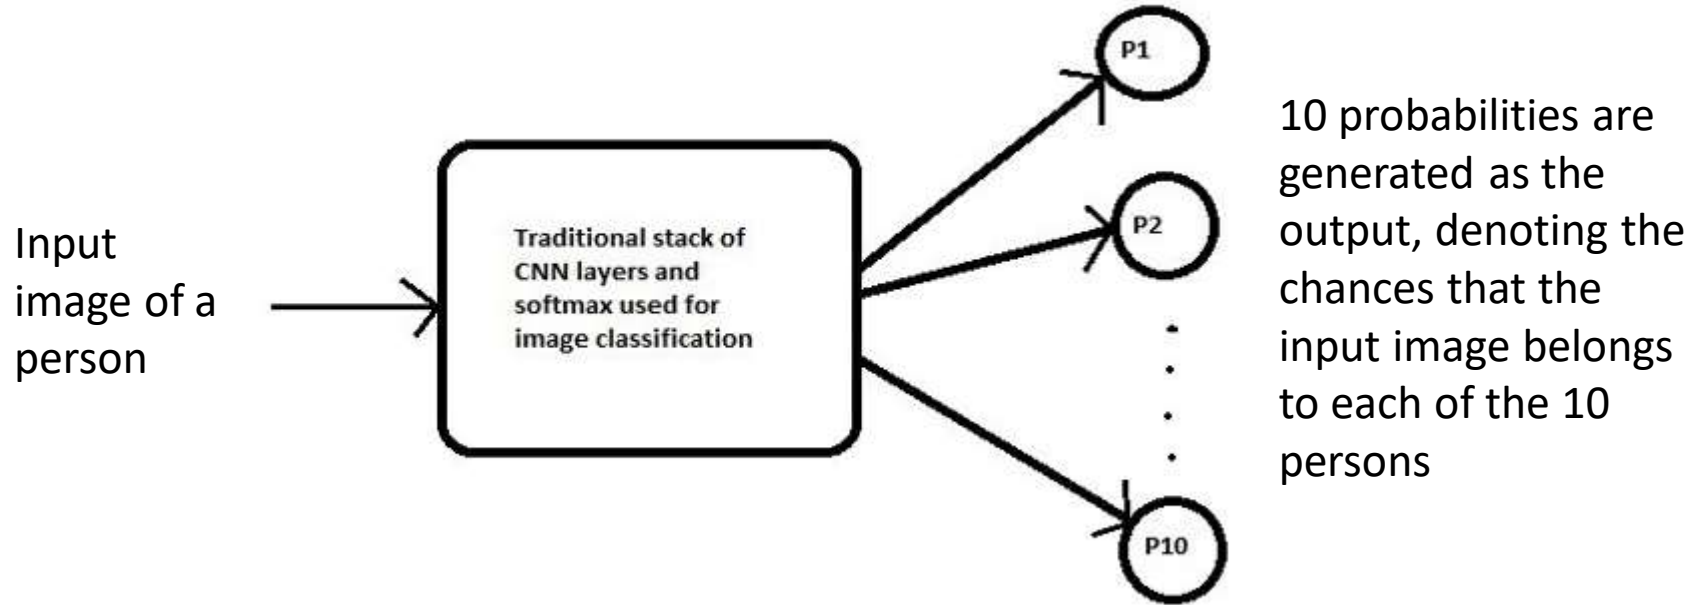 Input
image of a
person
Traditional stack of
CNN layers and
softmax used for
image classification
P1
P2
P10
10 probabilities are
generated as the
output, denoting the
chances that the
input image belongs
to each of the 10
persons